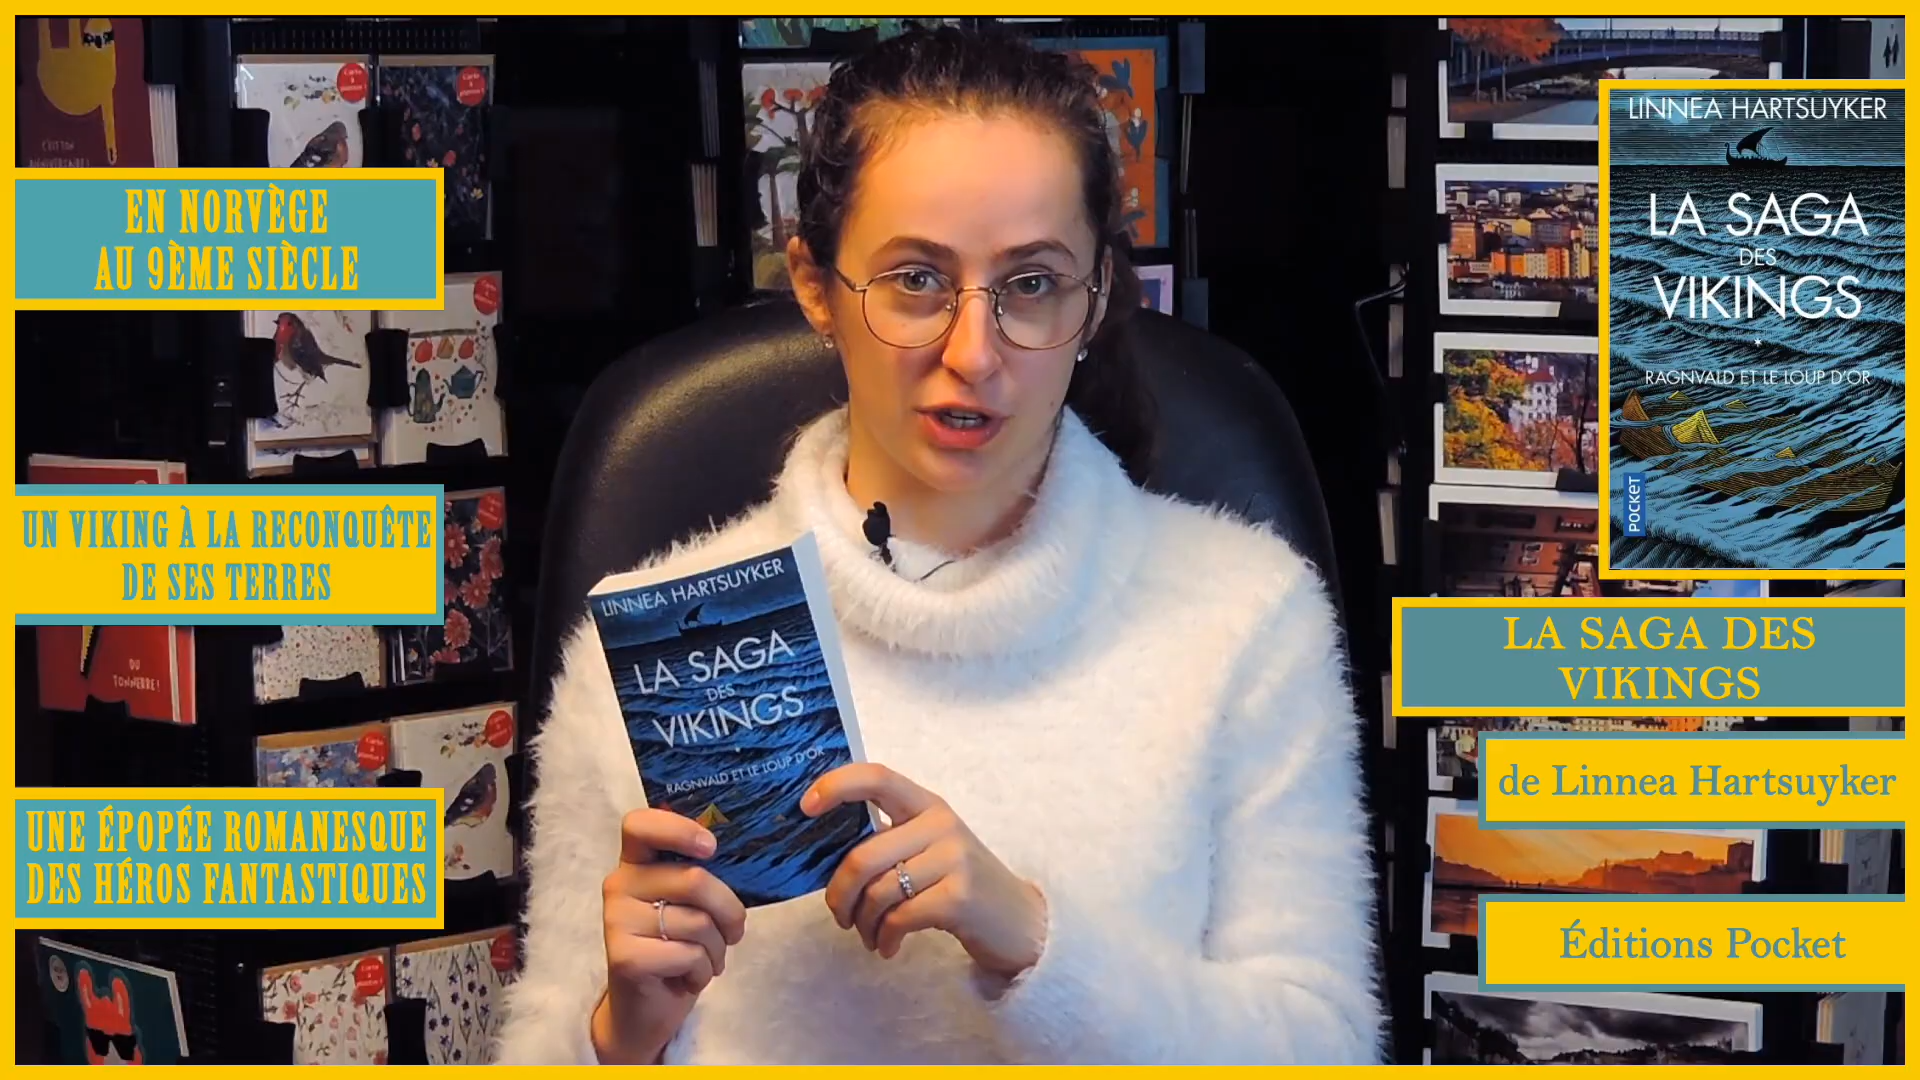 EN NORVÈGE
AU 9ÈME SIÈCLE
UN VIKING À LA RECONQUÊTE
DE SES TERRES
UNE ÉPOPÉE ROMANESQUE
DES HÉROS FANTASTIQUES
LINNEA HARTSUYKER
LA SAGA
DES
VIKINGS
*
RAGNVALD ET LE LOUP D'OR
POCKET
LA SAGA DES
VIKINGS
de Linnea Hartsuyker
Éditions Pocket
LINNEA HARTSUYKER
LA SAGA
DES
VIKINGS
RAGNVALD ET LE LOUP D'OR
DU
TONNERRE!